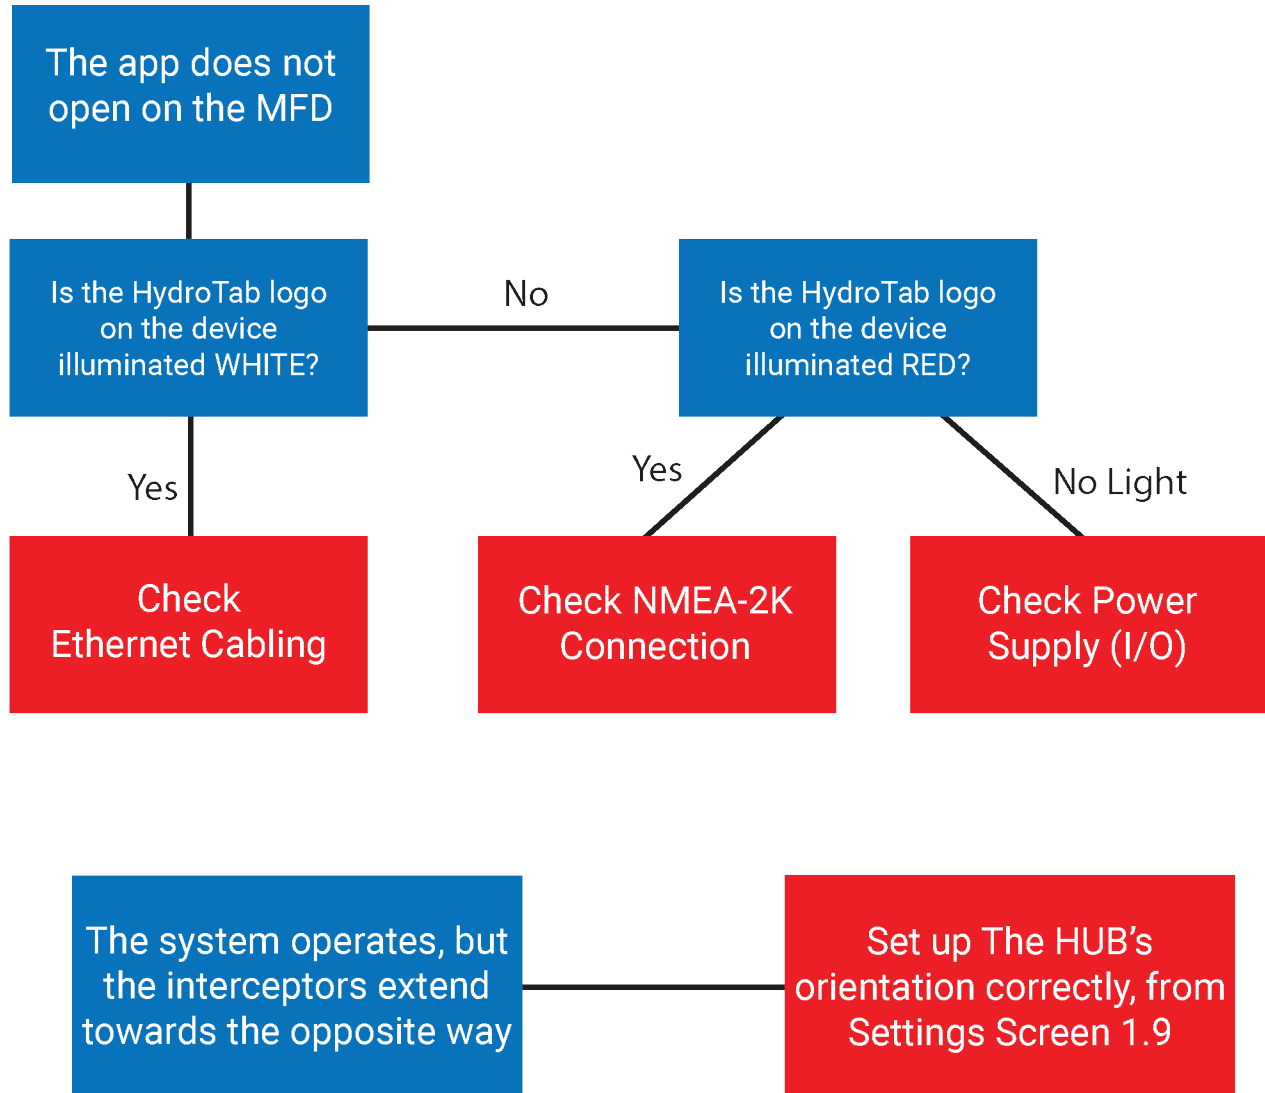 The app does not
open on the MFD
Is the HydroTab logo
on the device
illuminated WHITE?
No
Is the HydroTab logo
on the device
illuminated RED?
Yes
Yes
No Light
Check
Ethernet Cabling
Check NMEA-2K
Connection
Check Power
Supply (I/O)
The system operates, but
the interceptors extend
towards the opposite way
Set up The HUB’s
orientation correctly, from
Settings Screen 1.9